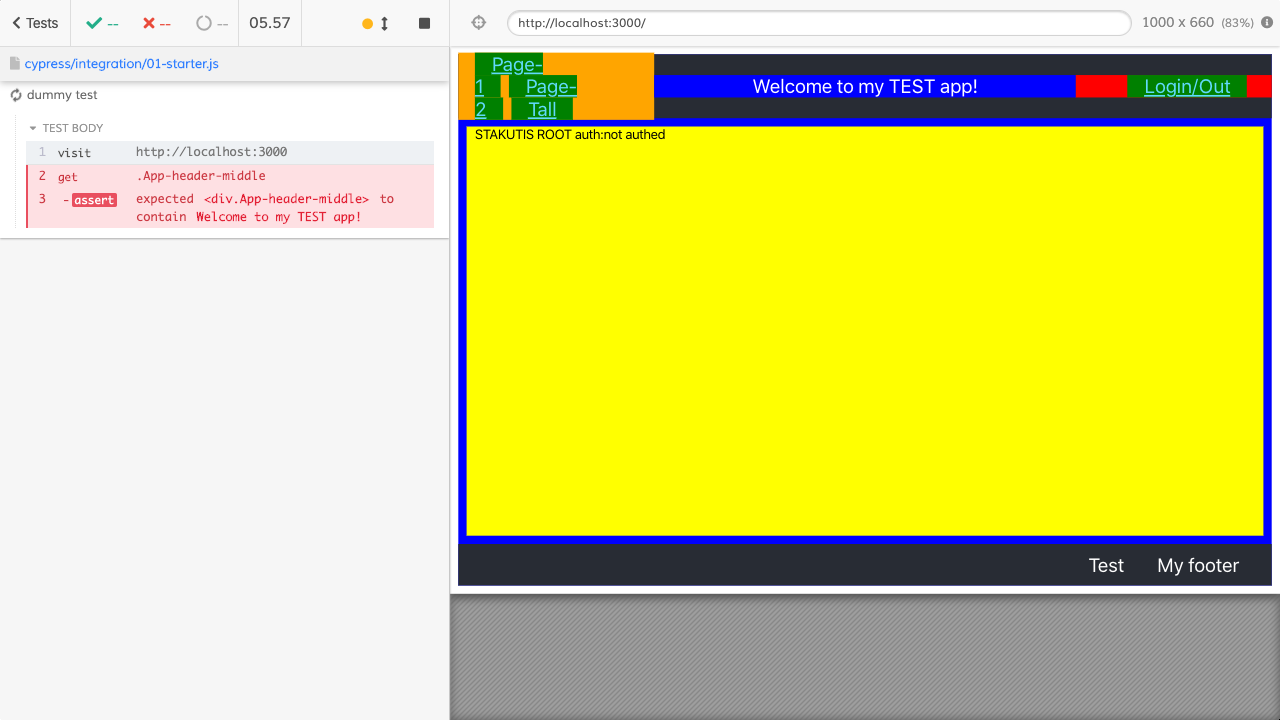 Tests
--
--
--
05.57
http://localhost:3000/
1000 x 660 (83%)
cypress/integration/01-starter.js
dummy test
TEST BODY
1 visit http://localhost:3000
2 get .App-header-middle
3 -assert expected <div.App-header-middle> to
contain Welcome to my TEST app!
Page-
1 Page-
2 Tall
Welcome to my TEST app!
Login/Out
STAKUTIS ROOT auth:not authed
Test My footer